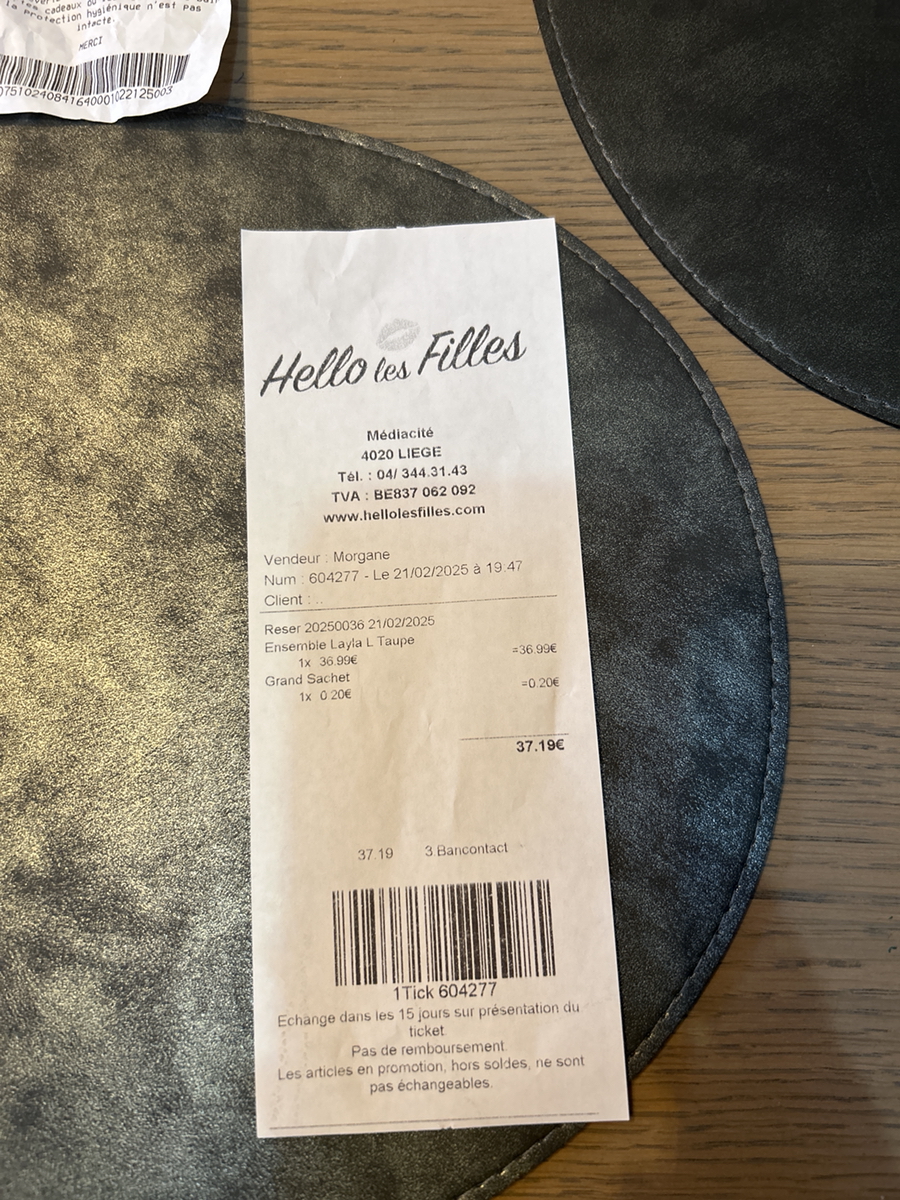 les cadeaux ou
la protection hygiénique n'est pas
intacte.
MERCI
Hello les Filles
Médiacité
4020 LIEGE
Tél. : 04/ 344.31.43
TVA : BE837 062 092
www.hellolesfilles.com
Vendeur : Morgane
Num : 604277 - Le 21/02/2025 à 19:47
Client : ..
Reser 20250036 21/02/2025
Ensemble Layla L Taupe
1x 36.99€ =36.99€
Grand Sachet
1x 0.20€ =0.20€
37.19€
37.19 3.Bancontact
1Tick 604277
Echange dans les 15 jours sur présentation du
ticket.
Pas de remboursement.
Les articles en promotion, hors soldes, ne sont
pas échangeables.